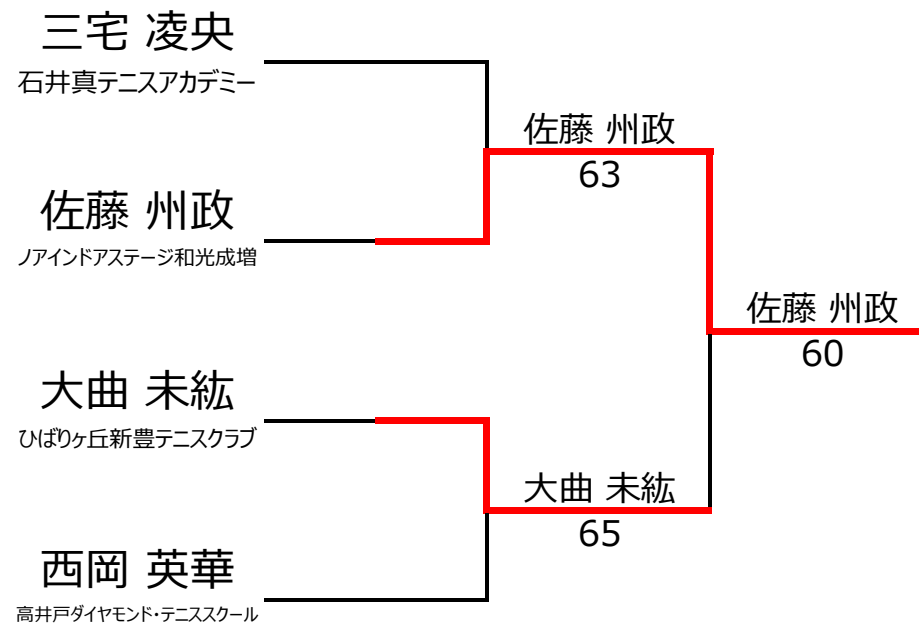 三宅 凌央
石井真テニスアカデミー
佐藤 州政
63
佐藤 州政
ノアインドアステージ和光成増
佐藤 州政
60
大曲 未紘
ひばりヶ丘新豊テニスクラブ
大曲 未紘
65
西岡 英華
高井戸ダイヤモンド・テニススクール